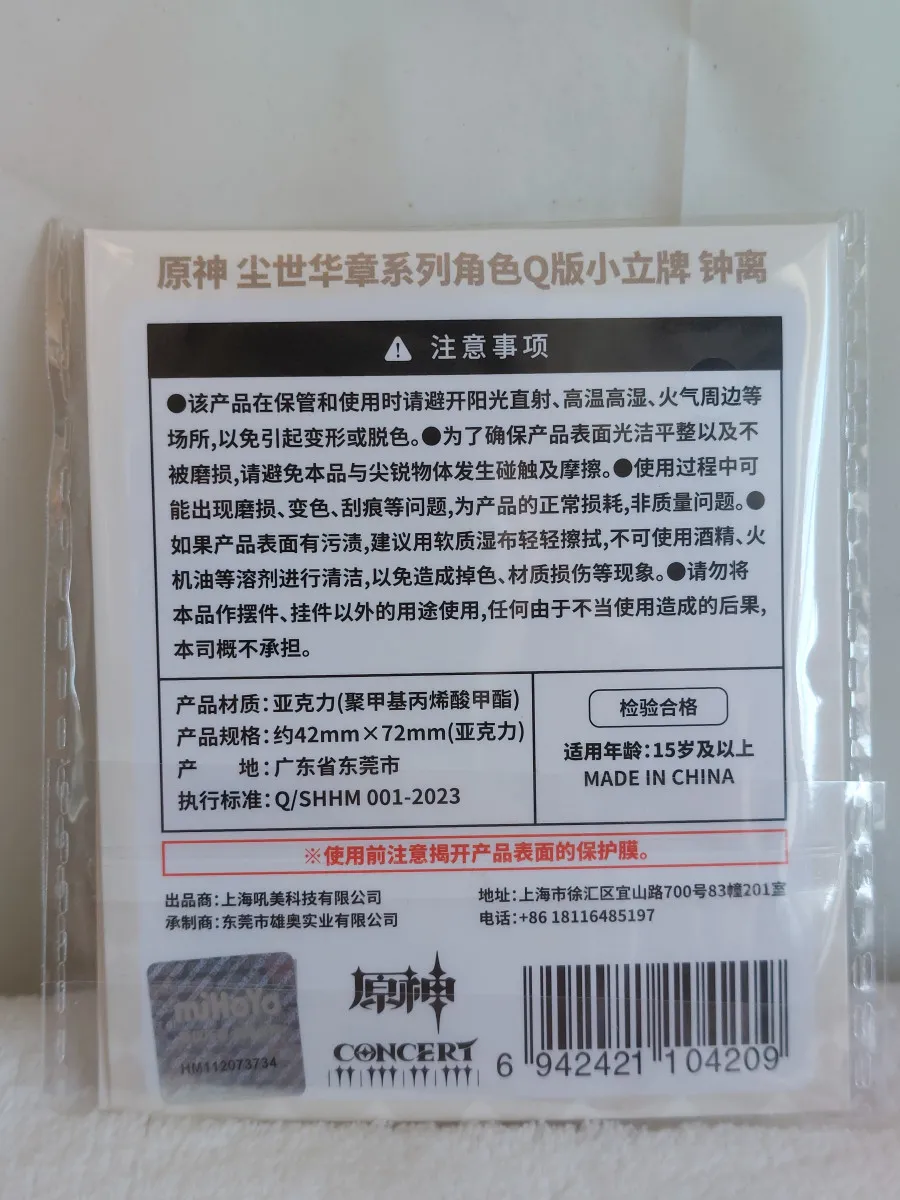 原神 尘世华章系列角色Q版小立牌 钟离
注意事项
●该产品在保管和使用时请避开阳光直射、高温高湿、火气周边等
场所,以免引起变形或脱色。●为了确保产品表面光洁平整以及不
被磨损,请避免本品与尖锐物体发生碰触及摩擦。●使用过程中可
能出现磨损、变色、刮痕等问题,为产品的正常损耗,非质量问题。●
如果产品表面有污渍,建议用软质湿布轻轻擦拭,不可使用酒精、火
机油等溶剂进行清洁,以免造成掉色、材质损伤等现象。●请勿将
本品作摆件、挂件以外的用途使用,任何由于不当使用造成的后果,
本司概不承担。
产品材质:亚克力(聚甲基丙烯酸甲酯)
产品规格:约42mm×72mm(亚克力)
产 地:广东省东莞市
执行标准:Q/SHHM 001-2023
检验合格
适用年龄:15岁及以上
MADE IN CHINA
※使用前注意揭开产品表面的保护膜。
出品商:上海吼美科技有限公司
承制商:东莞市雄奥实业有限公司
地址:上海市徐汇区宜山路700号83幢201室
电话:+86 18116485197
miHoYo
HM112073734
原神
CONCERT
6 942421 104209